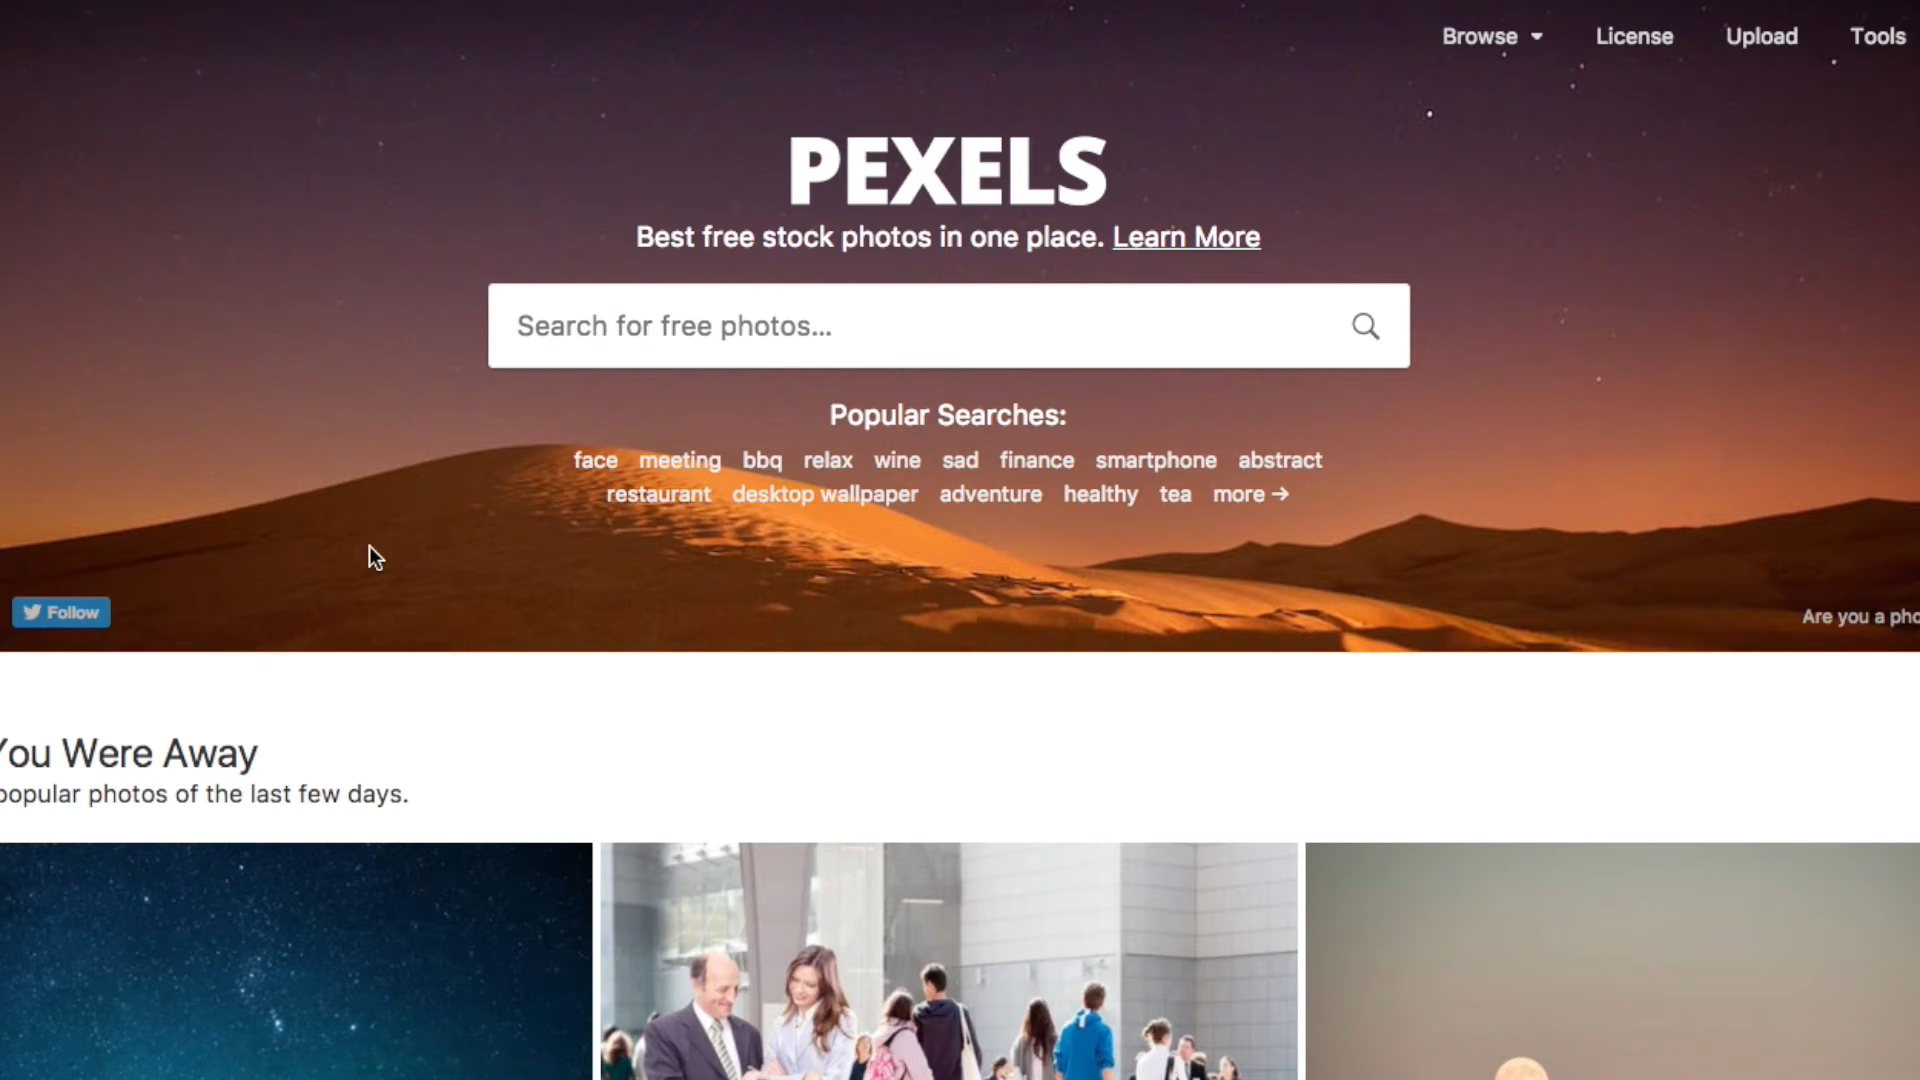 Browse License Upload Tools
PEXELS
Best free stock photos in one place. Learn More
Search for free photos...
Popular Searches:
face meeting bbq relax wine sad finance smartphone abstract
restaurant desktop wallpaper adventure healthy tea more →
Follow
Are you a pho
You Were Away
popular photos of the last few days.